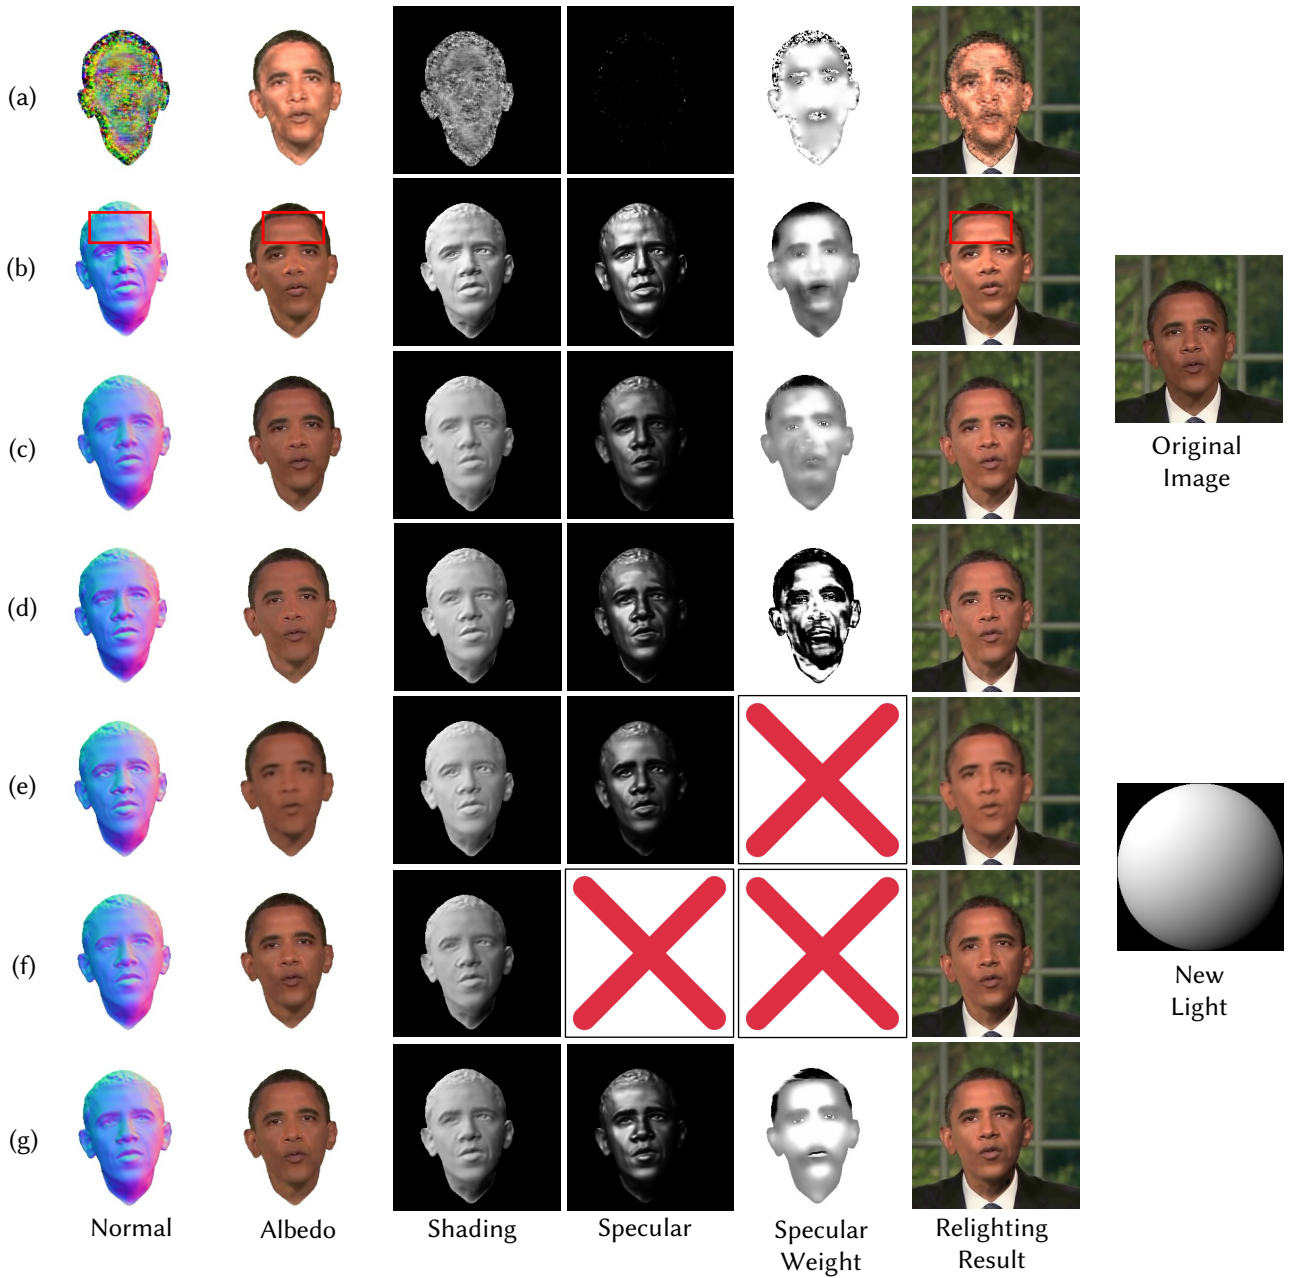 (a)
(b)
(c)
(d)
(e)
(f)
(g)
Original
Image
New
Light
Normal
Albedo
Shading
Specular
Specular
Weight
Relighting
Result